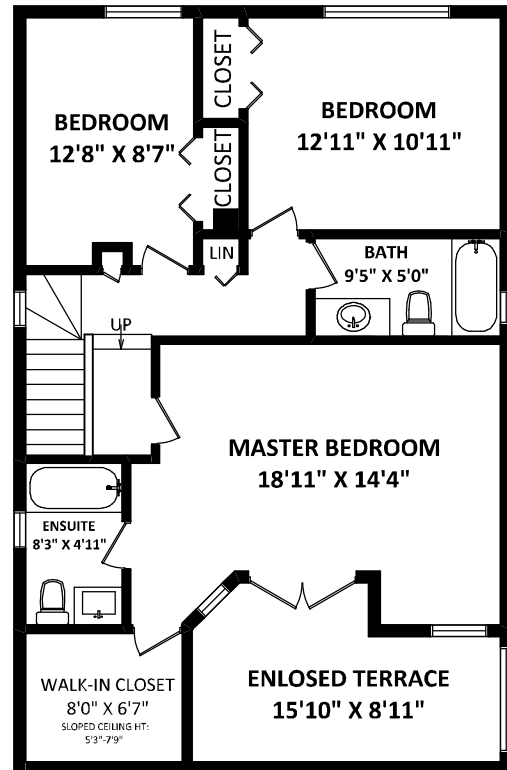 CLOSET
BEDROOM
12'8" X 8'7"
BEDROOM
12'11" X 10'11"
CLOSET
LIN
BATH
9'5" X 5'0"
UP
MASTER BEDROOM
18'11" X 14'4"
ENSUITE
8'3" X 4'11"
WALK-IN CLOSET
8'0" X 6'7"
SLOPED CEILING HT:
5'3"-7'9"
ENLOSED TERRACE
15'10" X 8'11"